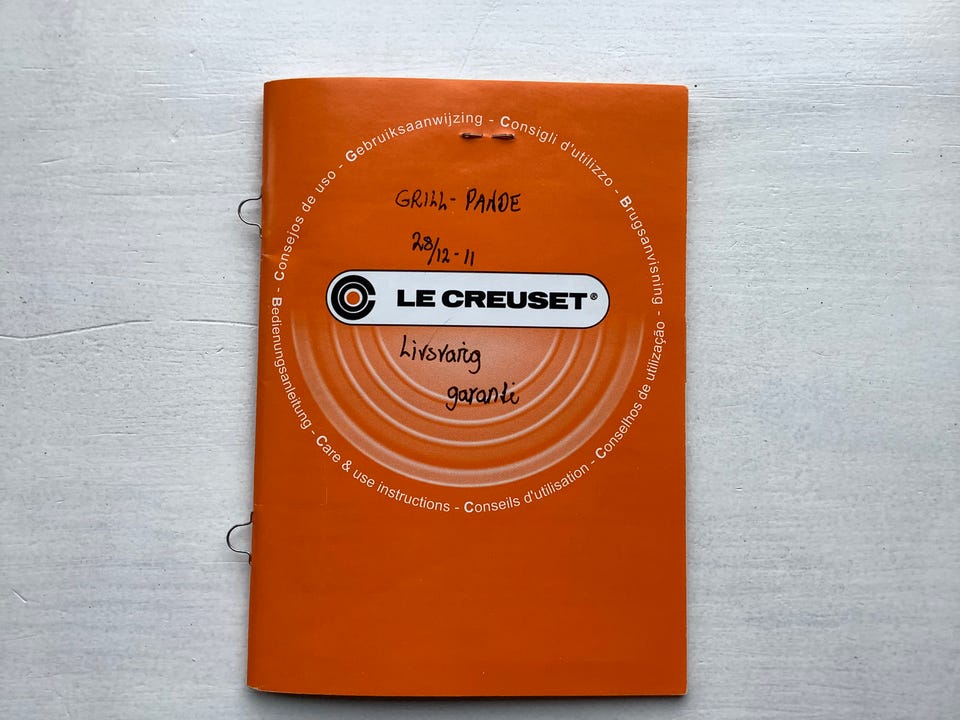 Gebruiksaanwijzing - Consigli d'utilizzo - Brugsanvisning - Conselhos de utilização - Conseils d'utilisation - Care & use instructions - Bedienungsanleitung - Consejos de uso -
GRILL-PANDE
28/12-11
LE CREUSET®
Livsvarig
garanti